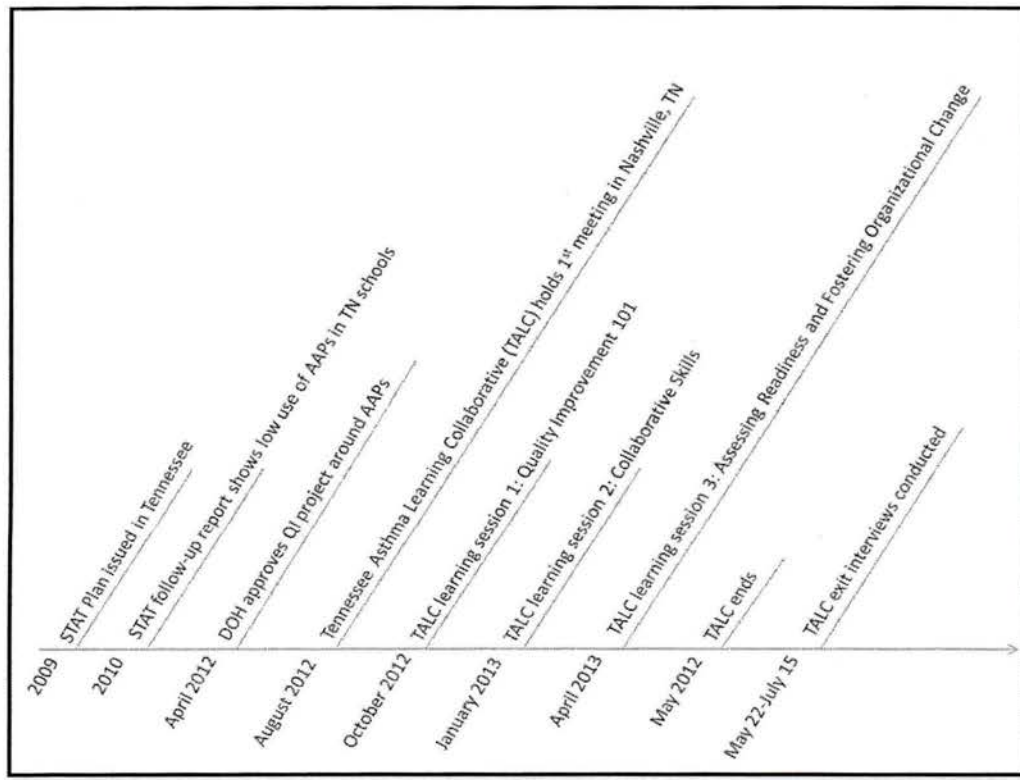 2009
STAT Plan issued in Tennessee
2010
STAT follow-up report shows low use of AAPs in TN schools
April 2012
DOH approves QI project around AAPs
August 2012
Tennessee Asthma Learning Collaborative (TALC) holds 1st meeting in Nashville, TN
October 2012
TALC learning session 1: Quality Improvement 101
January 2013
TALC learning session 2: Collaborative Skills
April 2013
TALC learning session 3: Assessing Readiness and Fostering Organizational Change
May 2012
TALC ends
May 22-July 15
TALC exit interviews conducted